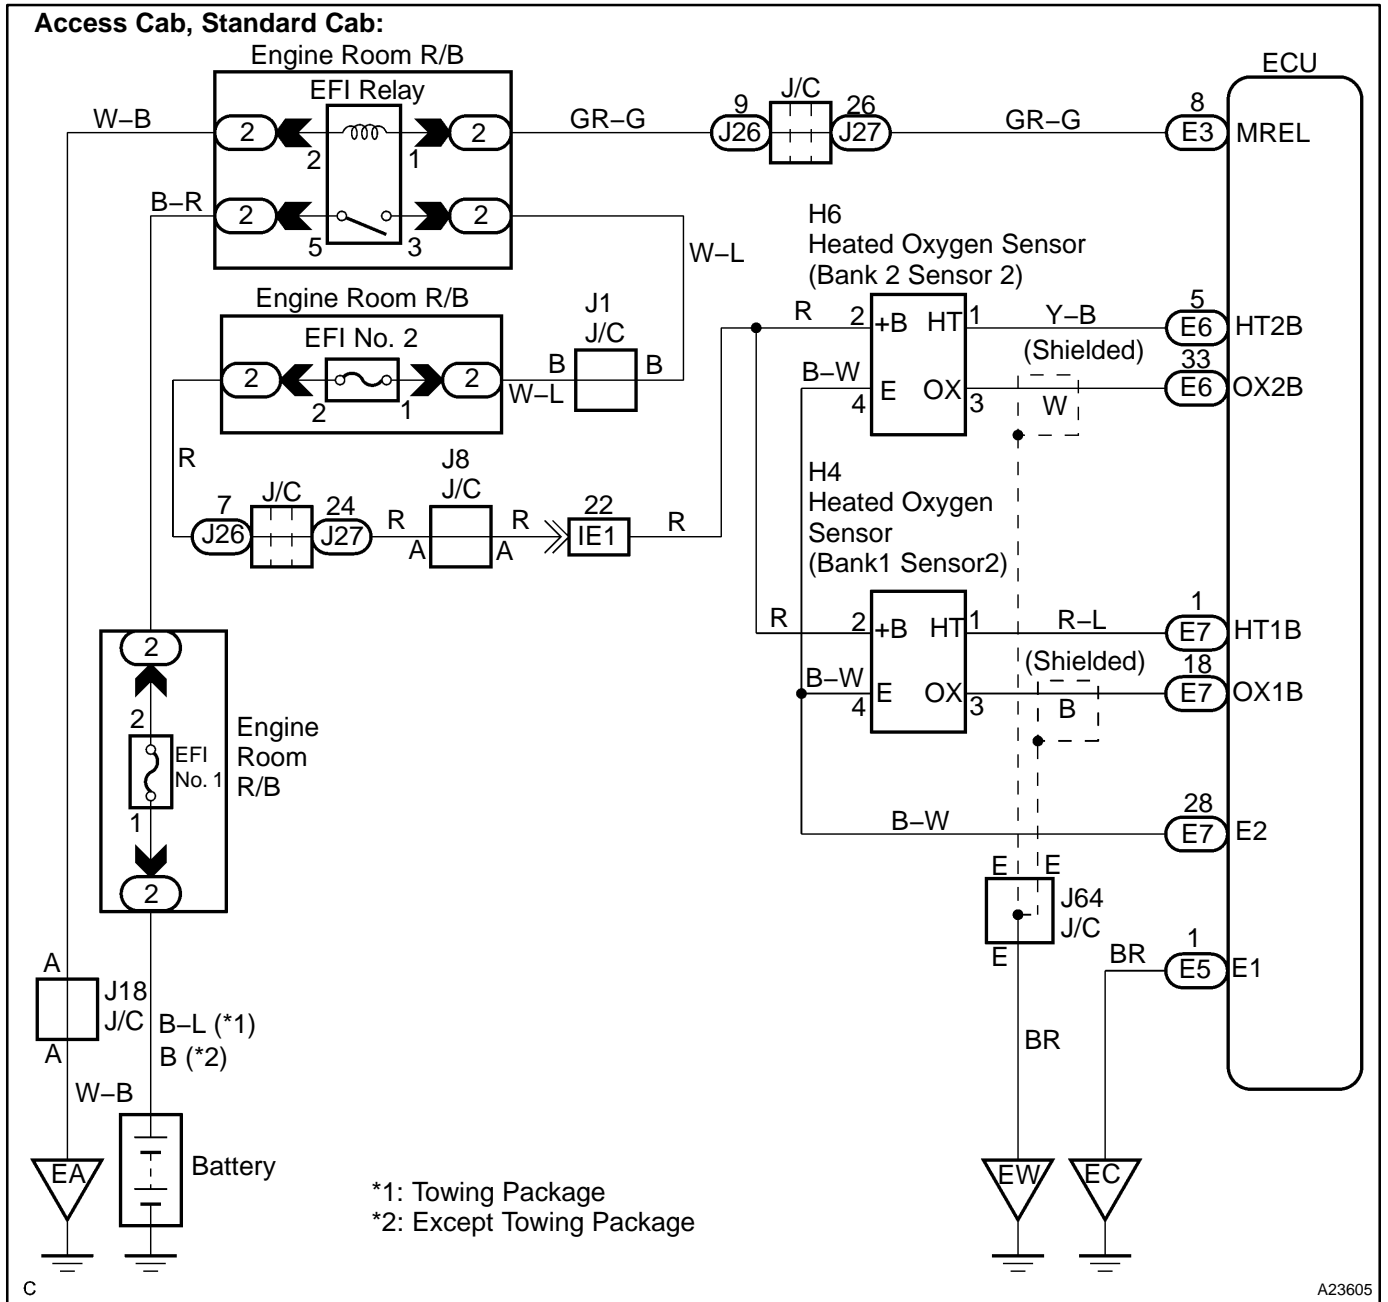 Access Cab, Standard Cab:
Engine Room R/B
EFI Relay
W–B
2
2
2
1
GR–G
9
J26
J/C
26
J27
GR–G
8
E3
MREL
ECU
B–R
2
5
3
2
W–L
Engine Room R/B
EFI No. 2
2
2
1
2
W–L
B
J1
J/C
B
R
7
J26
J/C
24
J27
R
A
J8
J/C
R
A
22
IE1
R
H6
Heated Oxygen Sensor
(Bank 2 Sensor 2)
R
2
+B
HT
1
Y–B
5
E6
HT2B
(Shielded)
B–W
4
E
OX
3
W
33
E6
OX2B
H4
Heated Oxygen
Sensor
(Bank1 Sensor2)
R
2
+B
HT
1
R–L
1
E7
HT1B
(Shielded)
B–W
4
E
OX
3
B
18
E7
OX1B
2
2
EFI
No. 1
1
2
Engine
Room
R/B
B–W
28
E7
E2
E
E
J64
J/C
E
BR
1
E5
E1
BR
A
J18
J/C
A
B–L (*1)
B (*2)
W–B
EA
Battery
EW
EC
*1: Towing Package
*2: Except Towing Package
C
A23605